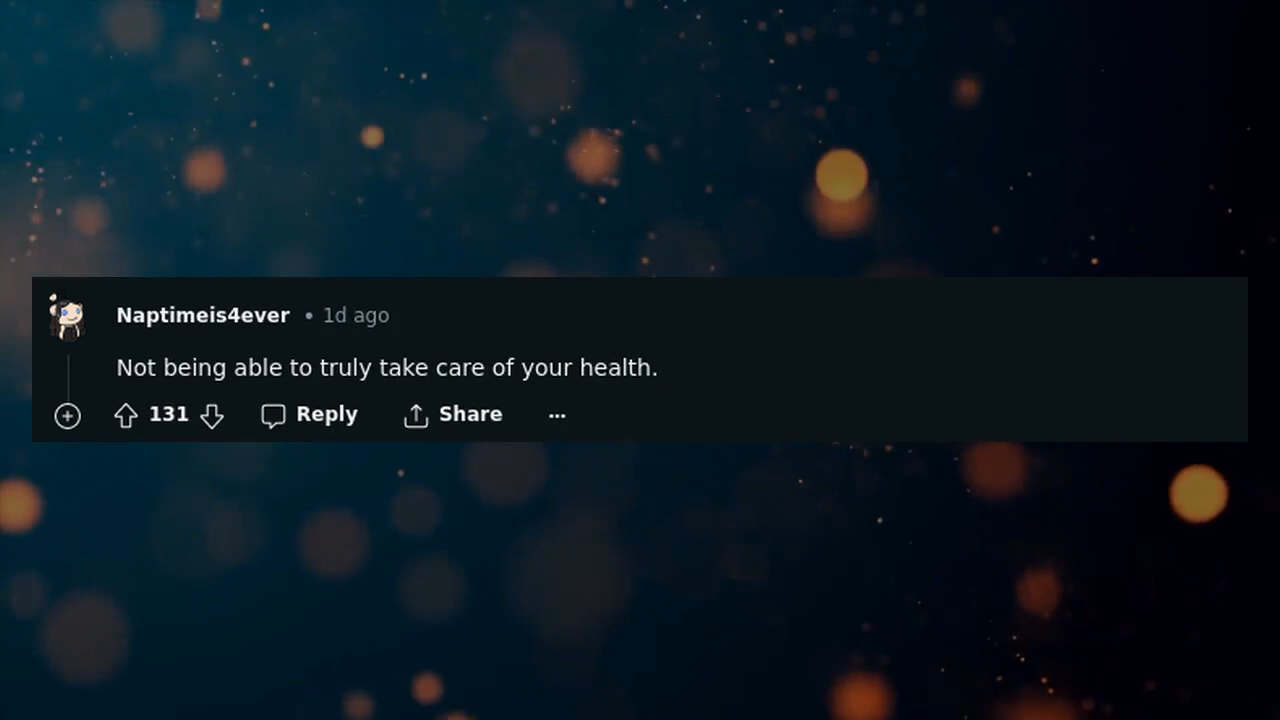 Naptimeis4ever • 1d ago
Not being able to truly take care of your health.
131 Reply Share ...